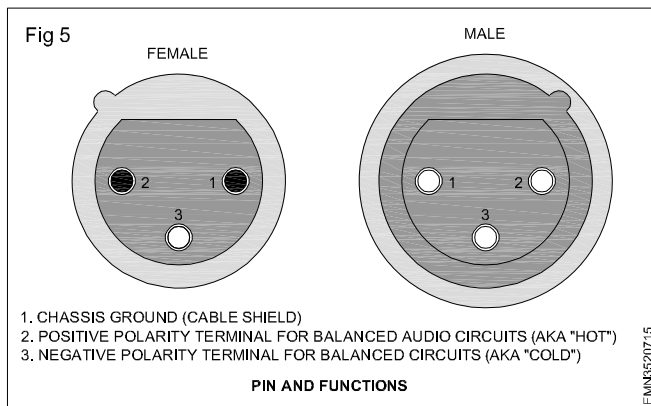 Fig 5
FEMALE
MALE
2
1
3
1
2
3
1. CHASSIS GROUND (CABLE SHIELD)
2. POSITIVE POLARITY TERMINAL FOR BALANCED AUDIO CIRCUITS (AKA "HOT")
3. NEGATIVE POLARITY TERMINAL FOR BALANCED CIRCUITS (AKA "COLD")
PIN AND FUNCTIONS
EMN3520715